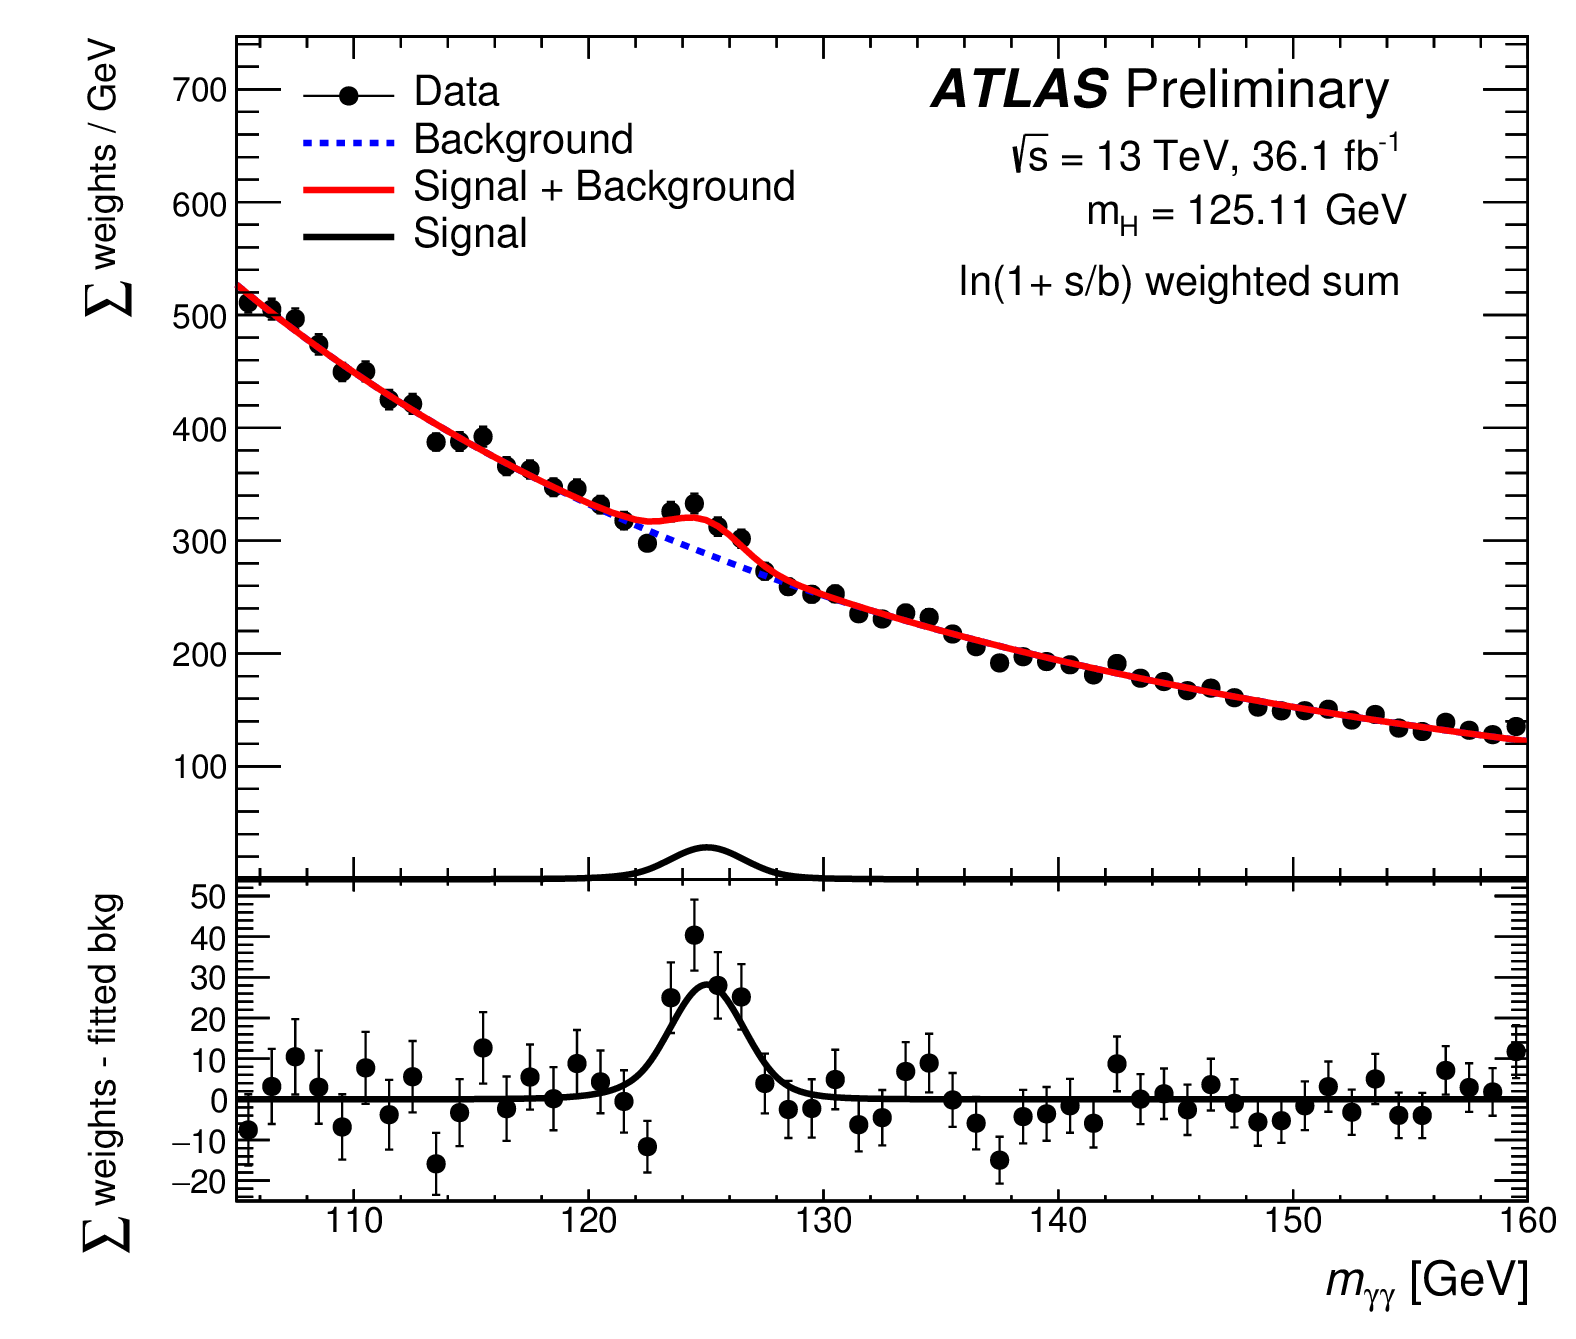 Σ weights / GeV
700
600
500
400
300
200
100
Data
Background
Signal + Background
Signal
ATLAS Preliminary
√s = 13 TeV, 36.1 fb⁻¹
m_H = 125.11 GeV
ln(1+ s/b) weighted sum
Σ weights - fitted bkg
50
40
30
20
10
0
−10
−20
110 120 130 140 150 160
m_γγ [GeV]